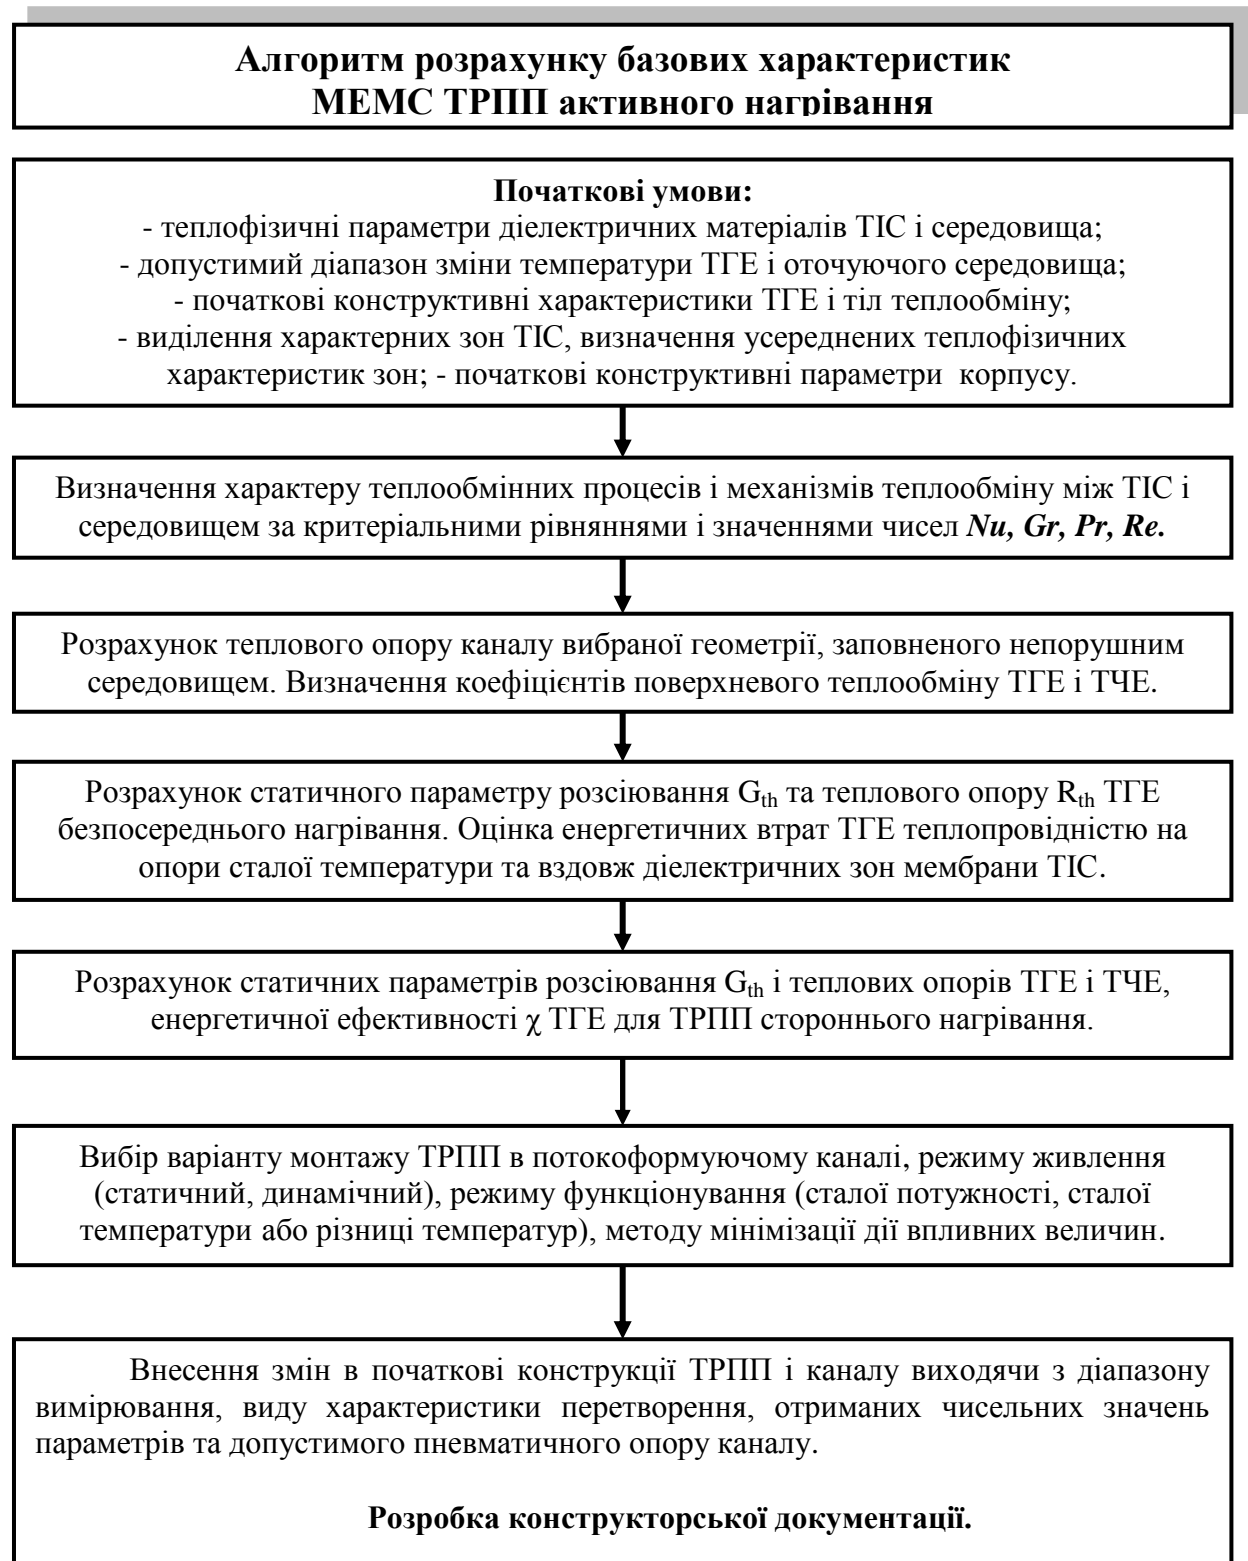 Алгоритм розрахунку базових характеристик
МЕМС ТРПП активного нагрівання
Початкові умови:
- теплофізичні параметри діелектричних матеріалів ТІС і середовища;
- допустимий діапазон зміни температури ТГЕ і оточуючого середовища;
- початкові конструктивні характеристики ТГЕ і тіл теплообміну;
- виділення характерних зон ТІС, визначення усереднених теплофізичних
характеристик зон; - початкові конструктивні параметри корпусу.
Визначення характеру теплообмінних процесів і механізмів теплообміну між ТІС і
середовищем за критеріальними рівняннями і значеннями чисел Nu, Gr, Pr, Re.
Розрахунок теплового опору каналу вибраної геометрії, заповненого непорушним
середовищем. Визначення коефіцієнтів поверхневого теплообміну ТГЕ і ТЧЕ.
Розрахунок статичного параметру розсіювання Gth та теплового опору Rth ТГЕ
безпосереднього нагрівання. Оцінка енергетичних втрат ТГЕ теплопровідністю на
опори сталої температури та вздовж діелектричних зон мембрани ТІС.
Розрахунок статичних параметрів розсіювання Gth і теплових опорів ТГЕ і ТЧЕ,
енергетичної ефективності χ ТГЕ для ТРПП стороннього нагрівання.
Вибір варіанту монтажу ТРПП в потокоформуючому каналі, режиму живлення
(статичний, динамічний), режиму функціонування (сталої потужності, сталої
температури або різниці температур), методу мінімізації дії впливних величин.
Внесення змін в початкові конструкції ТРПП і каналу виходячи з діапазону
вимірювання, виду характеристики перетворення, отриманих чисельних значень
параметрів та допустимого пневматичного опору каналу.
Розробка конструкторської документації.